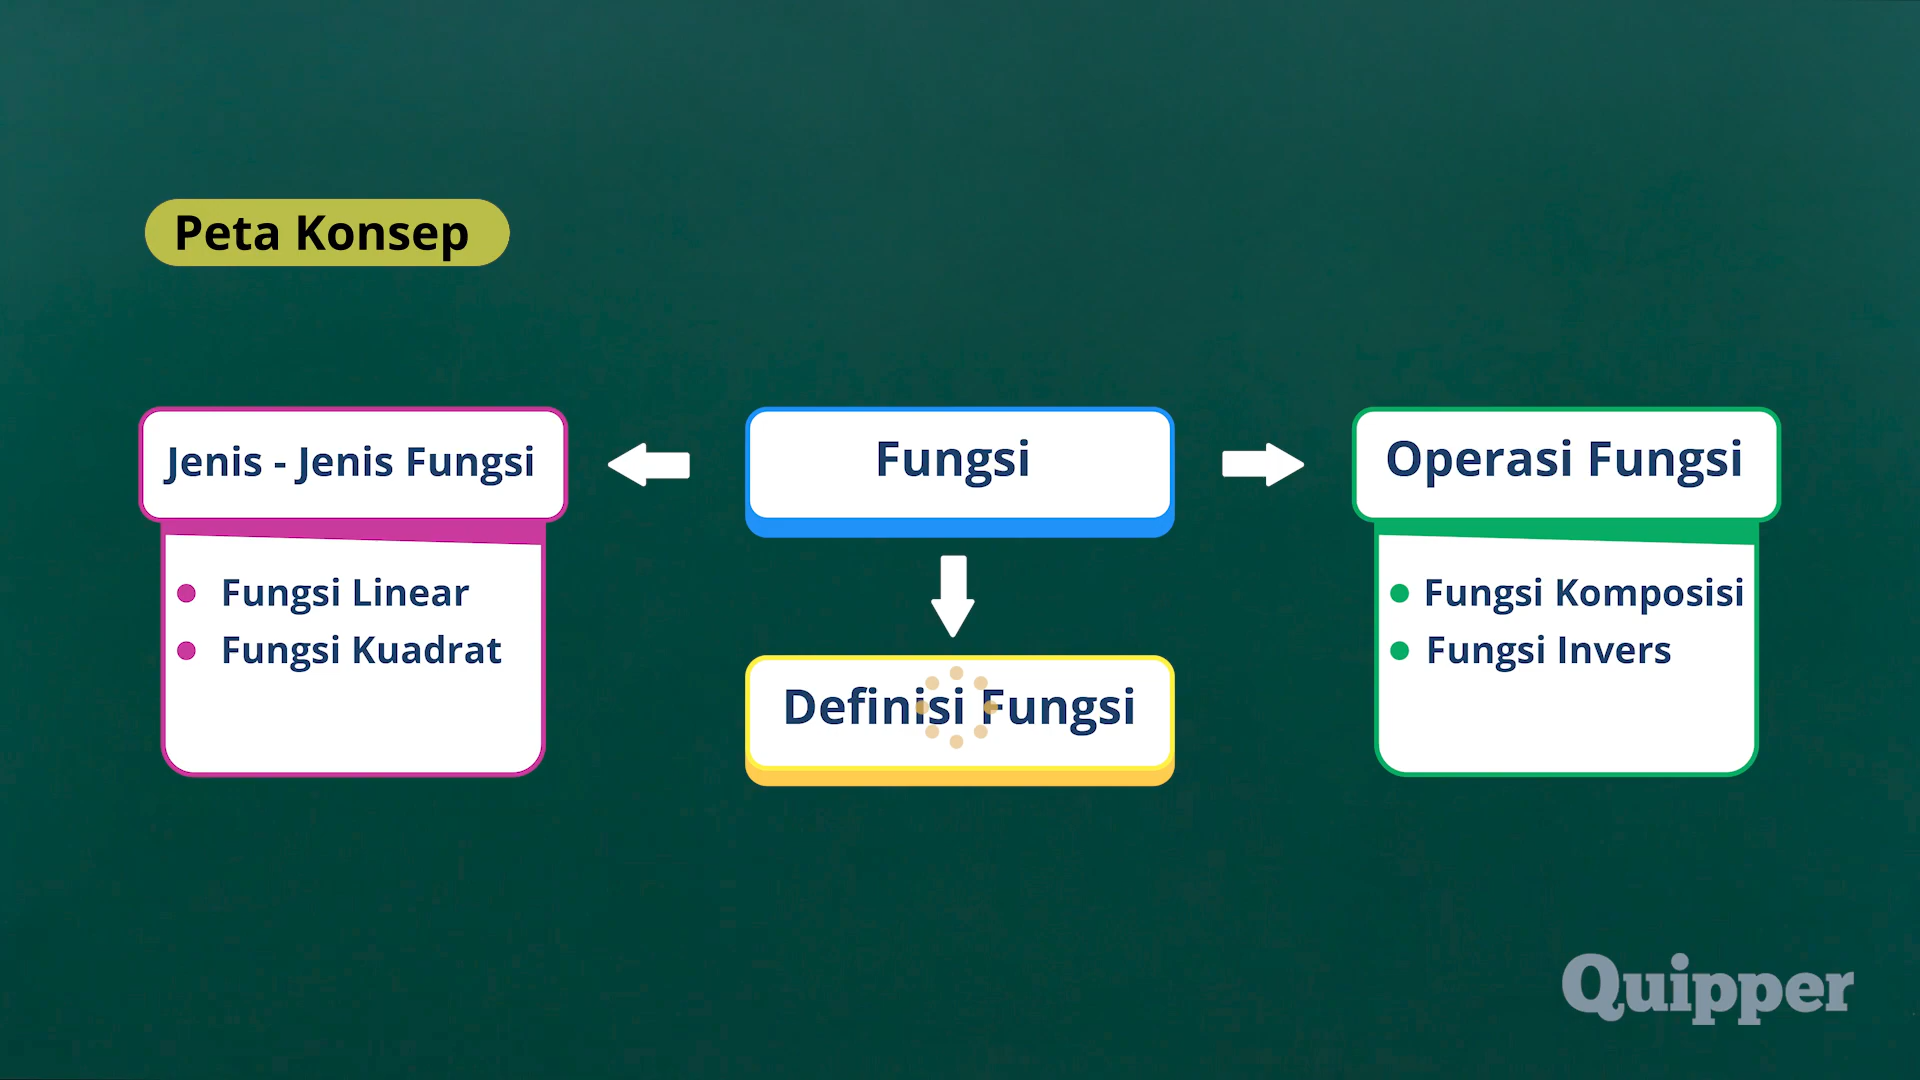 Peta Konsep
Jenis - Jenis Fungsi
Fungsi Linear
Fungsi Kuadrat
Fungsi
Definisi Fungsi
Operasi Fungsi
Fungsi Komposisi
Fungsi Invers
Quipper